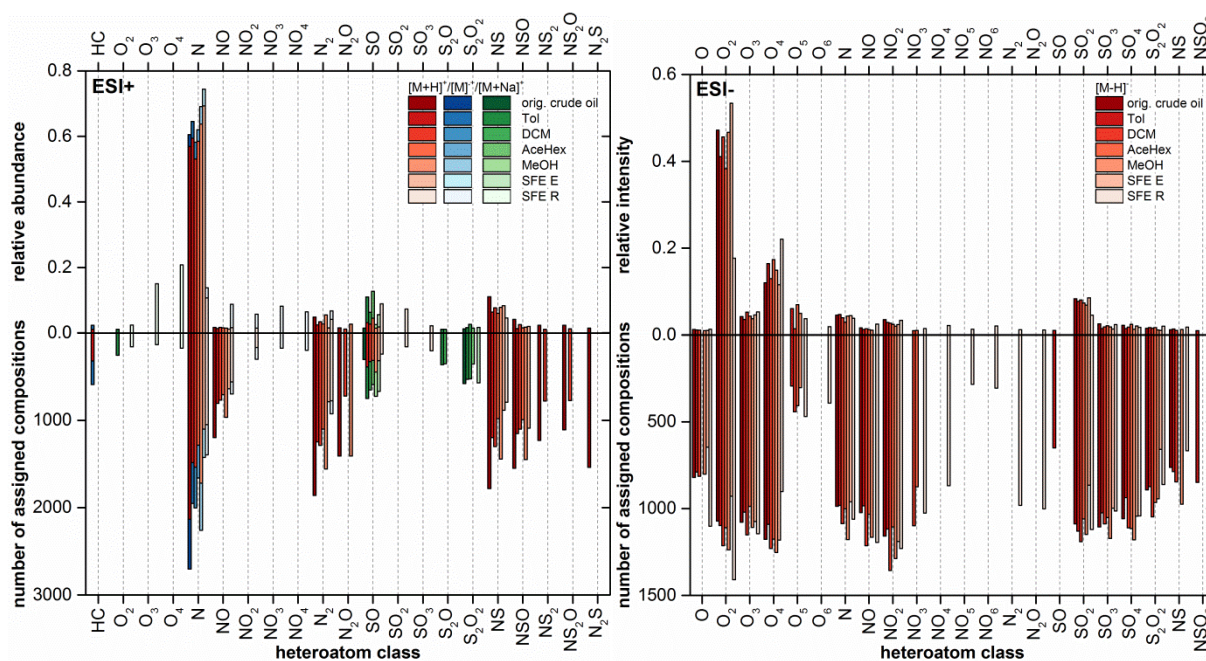 HC O₂ O₃ O₄ N NO NO₂ NO₃ NO₄ N₂ N₂O SO SO₂ SO₃ S₂O S₂O₂ NS NSO NS₂ NS₂O N₂S
0.8
0.6
0.4
0.2
0.0
1000
2000
3000
relative abundance
number of assigned compositions
ESI+
[M+H]⁺/[M]⁻⁺/[M+Na]⁺
orig. crude oil
Tol
DCM
AceHex
MeOH
SFE E
SFE R
HC O₂ O₃ O₄ N NO NO₂ NO₃ NO₄ N₂ N₂O SO SO₂ SO₃ S₂O S₂O₂ NS NSO NS₂ NS₂O N₂S
heteroatom class
O O₂ O₃ O₄ O₅ O₆ N NO NO₂ NO₃ NO₄ NO₅ NO₆ N₂ N₂O SO SO₂ SO₃ SO₄ S₂O₂ NS NSO₂
0.6
0.4
0.2
0.0
500
1000
1500
relative intensity
number of assigned compositions
ESI-
[M-H]⁻
orig. crude oil
Tol
DCM
AceHex
MeOH
SFE E
SFE R
O O₂ O₃ O₄ O₅ O₆ N NO NO₂ NO₃ NO₄ NO₅ NO₆ N₂ N₂O SO SO₂ SO₃ SO₄ S₂O₂ NS NSO₂
heteroatom class